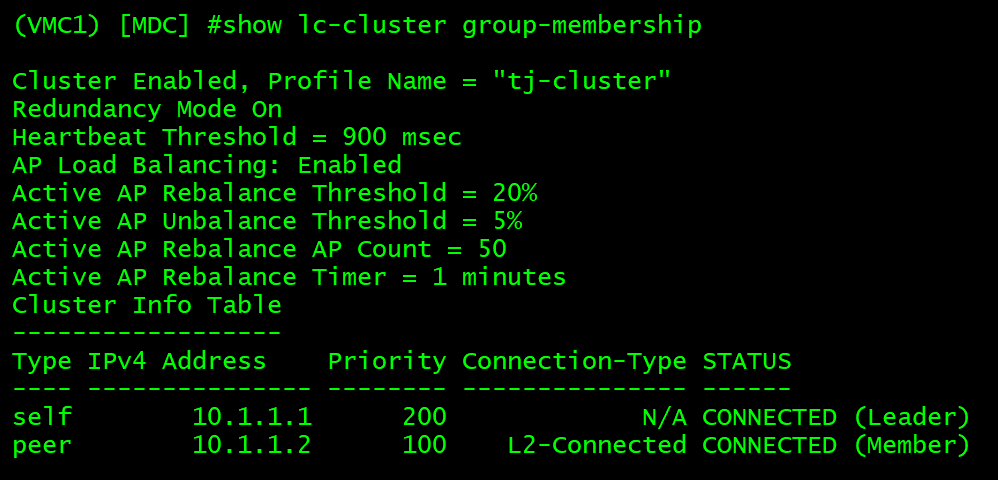 (VMC1) [MDC] #show lc-cluster group-membership
Cluster Enabled, Profile Name = "tj-cluster"
Redundancy Mode On
Heartbeat Threshold = 900 msec
AP Load Balancing: Enabled
Active AP Rebalance Threshold = 20%
Active AP Unbalance Threshold = 5%
Active AP Rebalance AP Count = 50
Active AP Rebalance Timer = 1 minutes
Cluster Info Table
------------------
Type IPv4 Address    Priority Connection-Type STATUS
---- --------------- -------- --------------- ------
self        10.1.1.1      200             N/A CONNECTED (Leader)
peer        10.1.1.2      100    L2-Connected CONNECTED (Member)